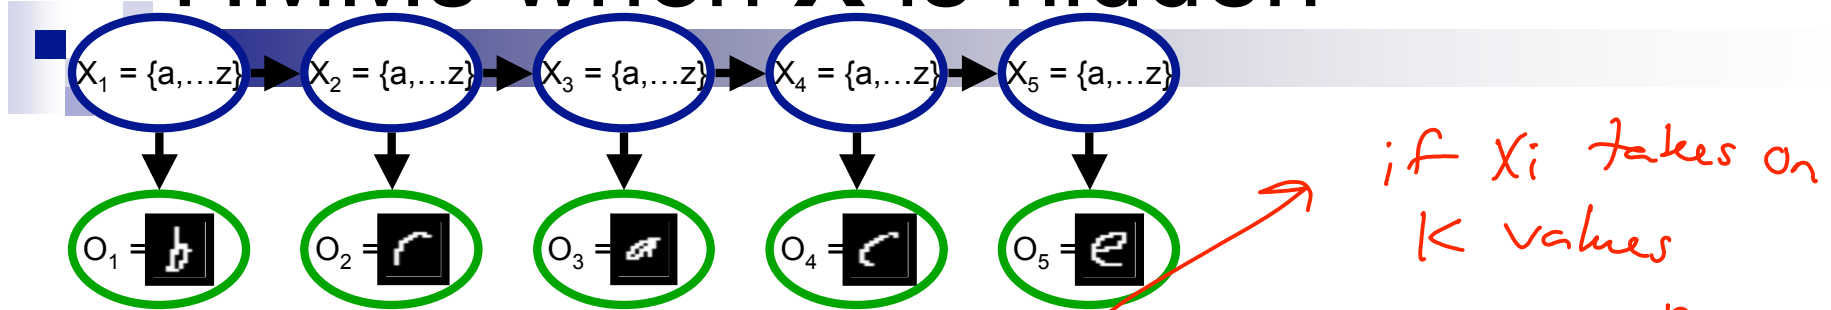 X₁ = {a,…z} X₂ = {a,…z} X₃ = {a,…z} X₄ = {a,…z} X₅ = {a,…z}
if Xi takes on
K values
O₁ = b O₂ = r O₃ = a O₄ = c O₅ = e